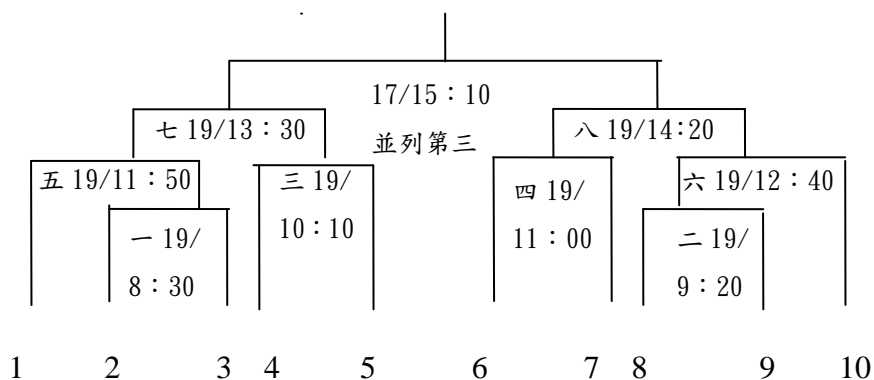 17/15：10
七 19/13：30
八 19/14:20
並列第三
五 19/11：50
三 19/
10：10
四 19/
11：00
六 19/12：40
一 19/
8：30
二 19/
9：20
1 2 3 4 5 6 7 8 9 10